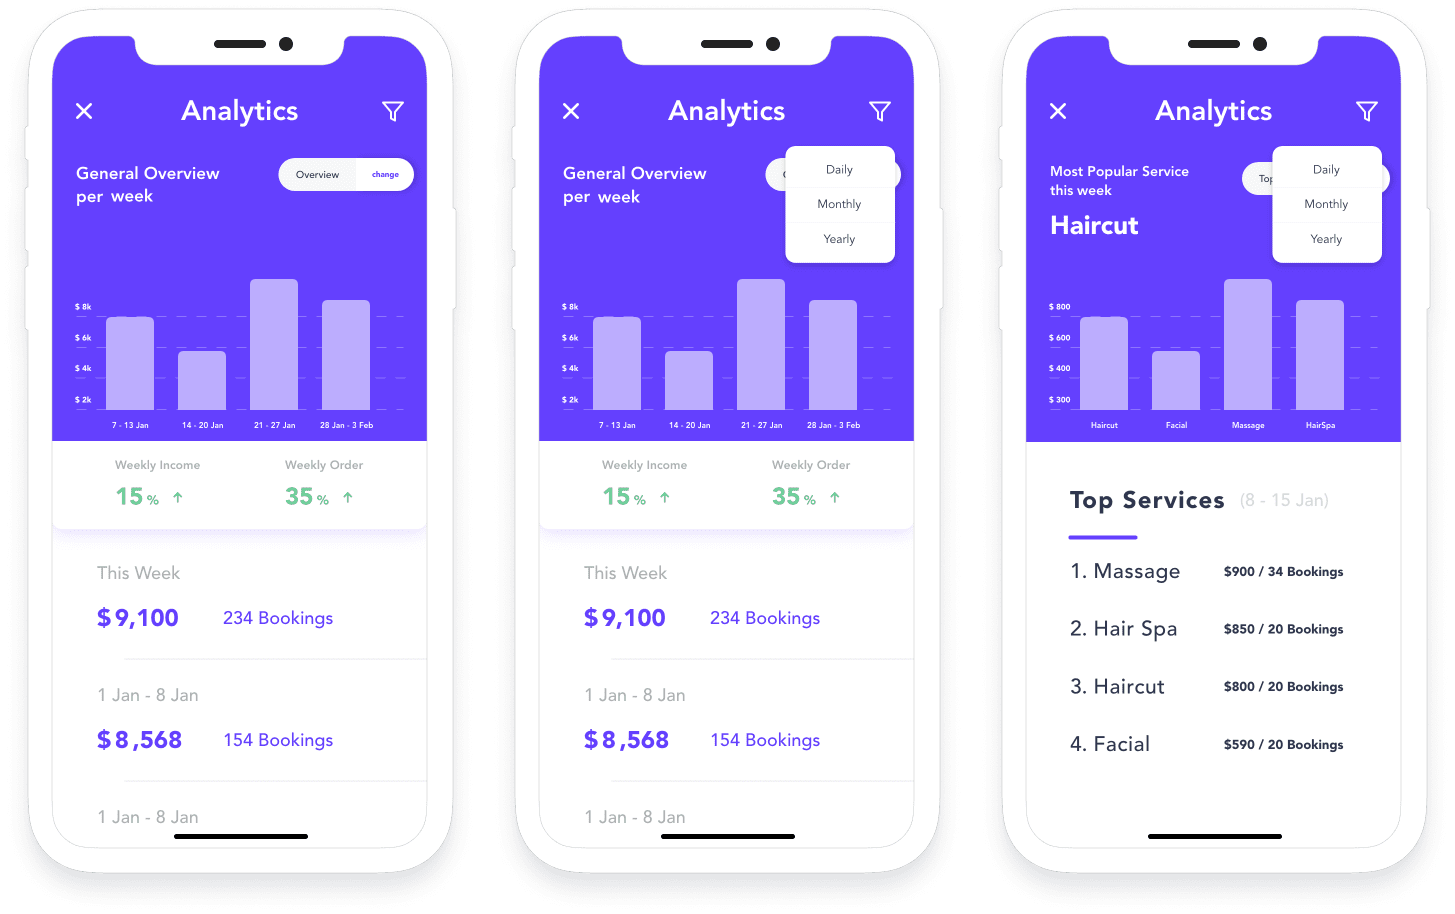 Analytics
General Overview
per week
Overview change
$ 8k
$ 6k
$ 4k
$ 2k
7 - 13 Jan 14 - 20 Jan 21 - 27 Jan 28 Jan - 3 Feb
Weekly Income Weekly Order
15 % ↑ 35 % ↑
This Week
$ 9,100 234 Bookings
1 Jan - 8 Jan
$ 8,568 154 Bookings
1 Jan - 8 Jan
Analytics
General Overview
per week
Daily
Monthly
Yearly
$ 8k
$ 6k
$ 4k
$ 2k
7 - 13 Jan 14 - 20 Jan 21 - 27 Jan 28 Jan - 3 Feb
Weekly Income Weekly Order
15 % ↑ 35 % ↑
This Week
$ 9,100 234 Bookings
1 Jan - 8 Jan
$ 8,568 154 Bookings
1 Jan - 8 Jan
Analytics
Most Popular Service
this week
Haircut
Top
Daily
Monthly
Yearly
$ 800
$ 600
$ 400
$ 300
Haircut Facial Massage HairSpa
Top Services (8 - 15 Jan)
1. Massage $900 / 34 Bookings
2. Hair Spa $850 / 20 Bookings
3. Haircut $800 / 20 Bookings
4. Facial $590 / 20 Bookings